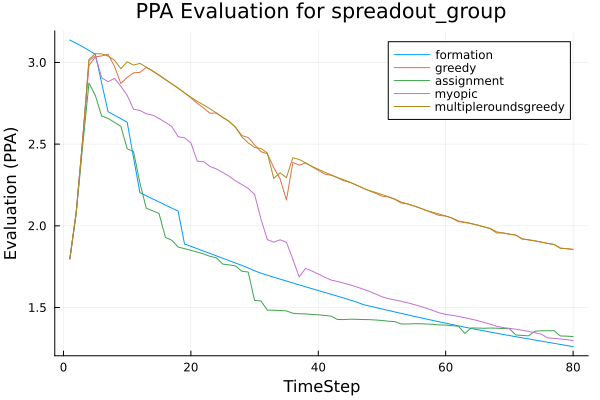 PPA Evaluation for spreadout_group
formation
greedy
assignment
myopic
multipleroundsgreedy
Evaluation (PPA)
3.0
2.5
2.0
1.5
0
20
40
60
80
TimeStep